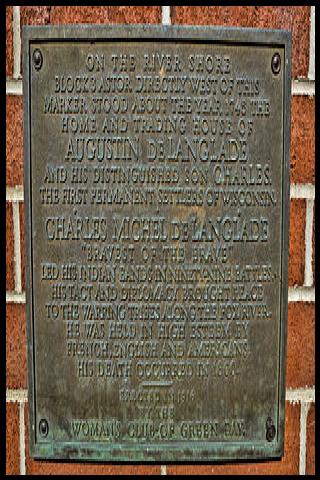 ON THE RIVER SHORE
BLOCK 3 ASTOR DIRECTLY WEST OF THIS
MARKER STOOD ABOUT THE YEAR 1745 THE
HOME AND TRADING HOUSE OF
AUGUSTIN DE LANGLADE
AND HIS DISTINGUISHED SON CHARLES,
THE FIRST PERMANENT SETTLERS OF WISCONSIN.
CHARLES MICHEL DE LANGLADE
"BRAVEST OF THE BRAVE"
LED HIS INDIAN BANDS IN NINETY-NINE BATTLES.
HIS TACT AND DIPLOMACY BROUGHT PEACE
TO THE WARRING TRIBES ALONG THE FOX RIVER.
HE WAS HELD IN HIGH ESTEEM BY
FRENCH, ENGLISH AND AMERICANS.
HIS DEATH OCCURRED IN
ERECTED IN
BY THE
WOMAN'S CLUB OF GREEN BAY.